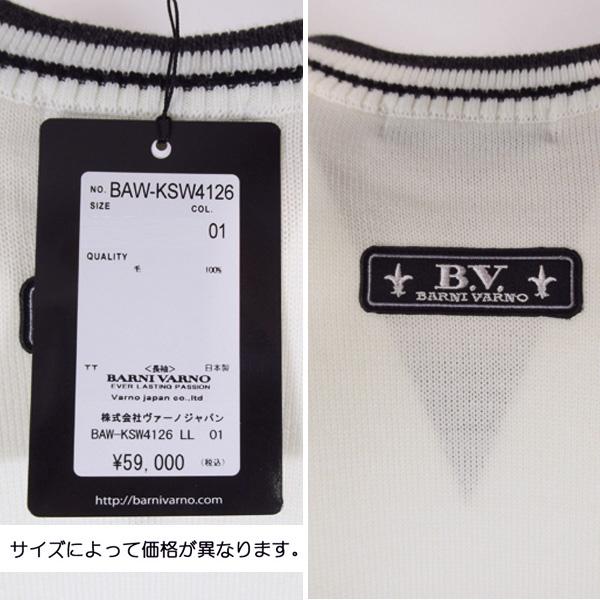 NO. BAW-KSW4126
SIZE COL.
01
QUALITY
毛 100%
TT 〈長袖〉 日本製
BARNI VARNO
EVER LASTING PASSION
Varno japan co.,ltd
株式会社ヴァーノジャパン
BAW-KSW4126 LL 01
¥59,000 (税込)
http://barnivarno.com
サイズによって価格が異なります。
B.V.
BARNI VARNO